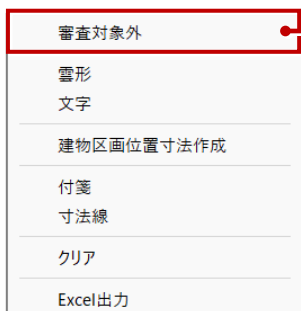 審査対象外
雲形
文字
建物区画位置寸法作成
付箋
寸法線
クリア
Excel出力